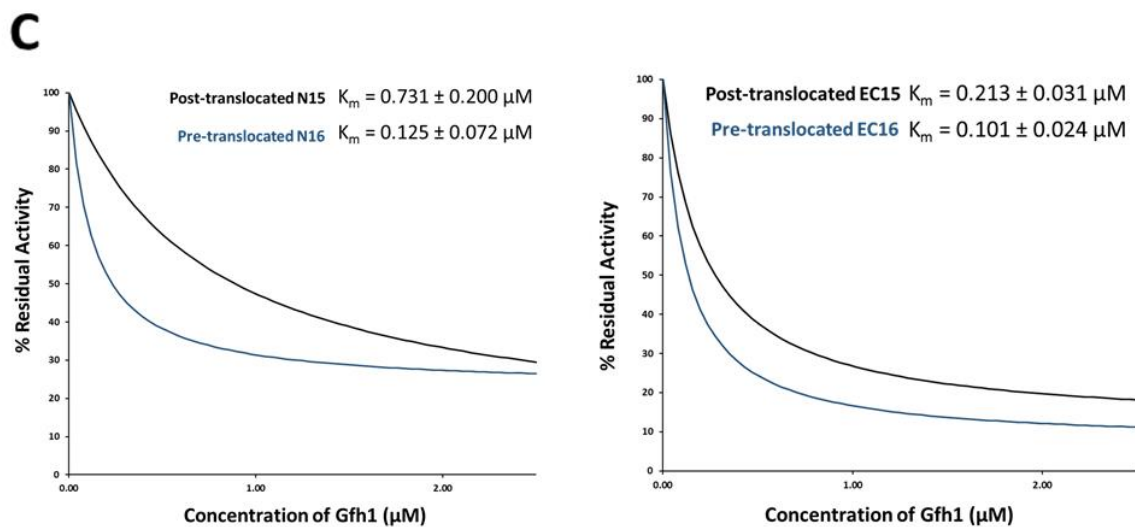 C
Post-translocated N15 Km = 0.731 ± 0.200 μM
Pre-translocated N16 Km = 0.125 ± 0.072 μM
% Residual Activity
100
90
80
70
60
50
40
30
20
10
0
0.00 1.00 2.00
Concentration of Gfh1 (μM)
Post-translocated EC15 Km = 0.213 ± 0.031 μM
Pre-translocated EC16 Km = 0.101 ± 0.024 μM
% Residual Activity
100
90
80
70
60
50
40
30
20
10
0
0.00 1.00 2.00
Concentration of Gfh1 (μM)